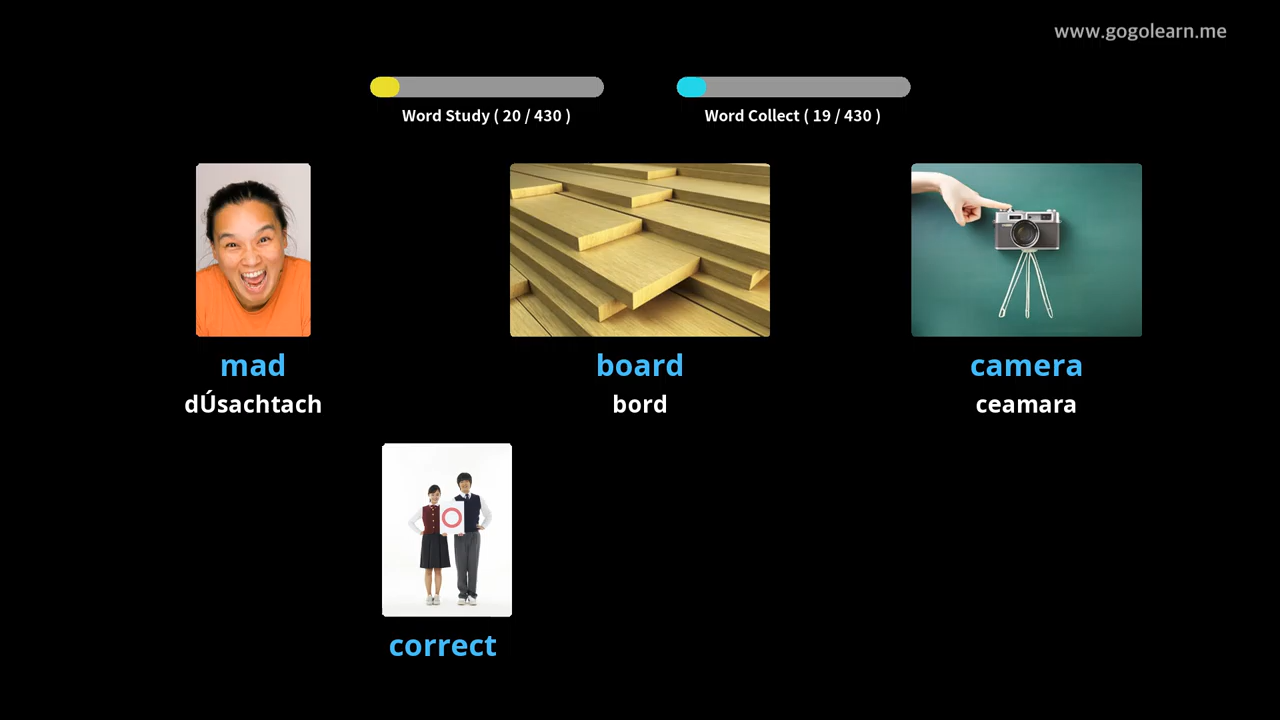 www.gogolearn.me
Word Study ( 20 / 430 )
Word Collect ( 19 / 430 )
mad
dÚsachtach
board
bord
camera
ceamara
correct